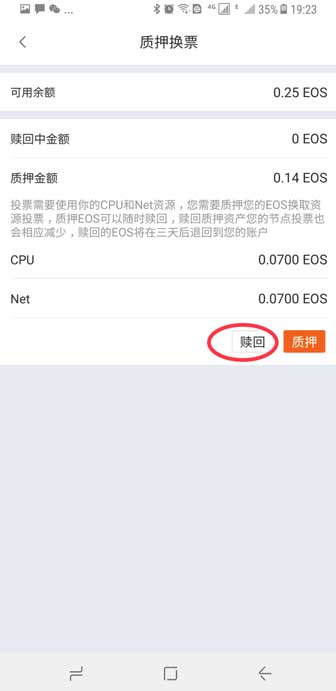 ... 4G E 35% 19:23
质押换票
可用余额 0.25 EOS
赎回中金额 0 EOS
质押金额 0.14 EOS
投票需要使用你的CPU和Net资源，您需要质押您的EOS换取资
源投票，质押EOS可以随时赎回，赎回质押资产您的节点投票也
会相应减少，赎回的EOS将在三天后退回到您的账户
CPU 0.0700 EOS
Net 0.0700 EOS
赎回 质押